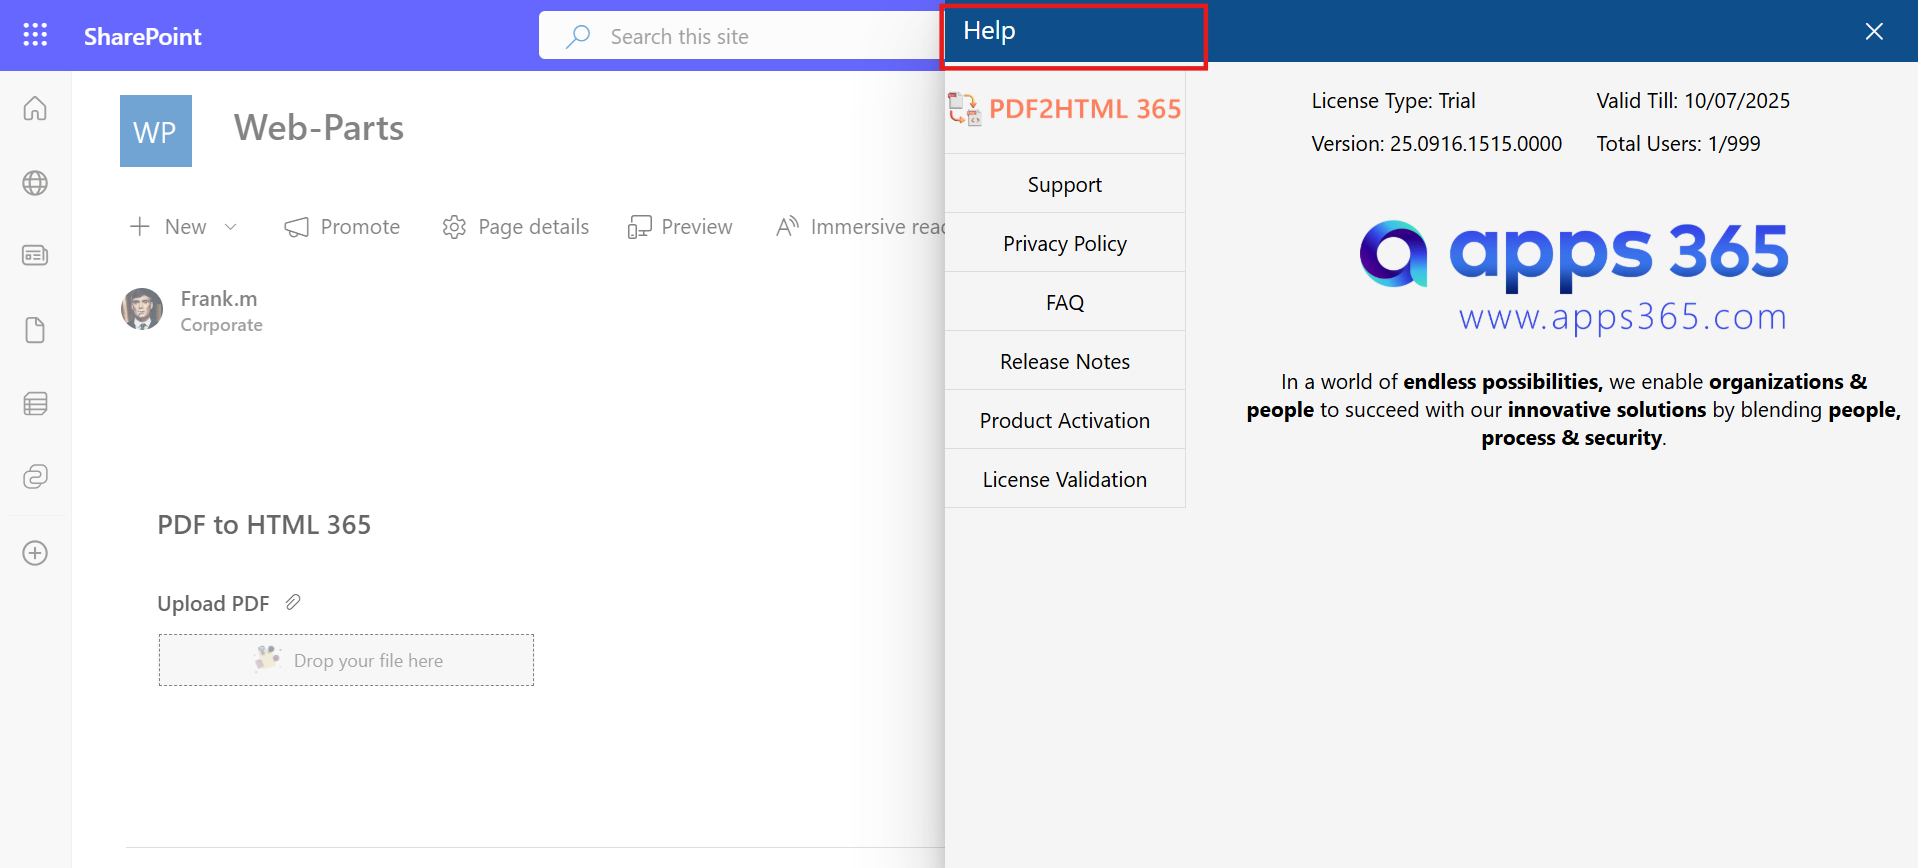 SharePoint
Search this site
Help
WP
Web-Parts
New
Promote
Page details
Preview
Immersive reac
Frank.m
Corporate
PDF to HTML 365
Upload PDF
Drop your file here
PDF2HTML 365
Support
Privacy Policy
FAQ
Release Notes
Product Activation
License Validation
License Type: Trial
Valid Till: 10/07/2025
Version: 25.0916.1515.0000
Total Users: 1/999
apps 365
www.apps365.com
In a world of endless possibilities, we enable organizations &
people to succeed with our innovative solutions by blending people,
process & security.